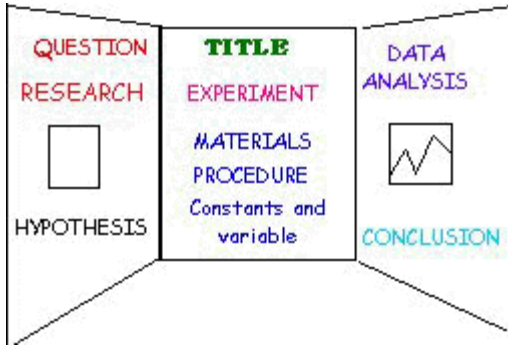 QUESTION
RESEARCH
HYPOTHESIS
TITLE
EXPERIMENT
MATERIALS
PROCEDURE
Constants and
variable
DATA
ANALYSIS
CONCLUSION